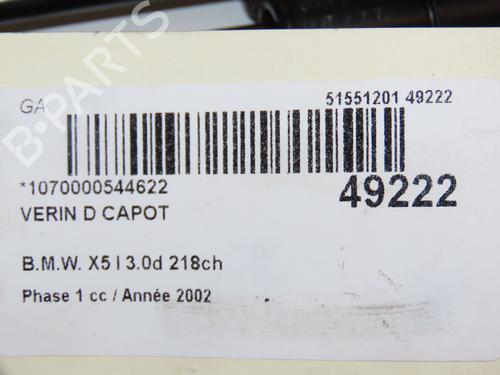 GA
51551201 49222
*1070000544622
49222
VERIN D CAPOT
B.M.W. X5 I 3.0d 218ch
Phase 1 cc / Année 2002
B-PARTS